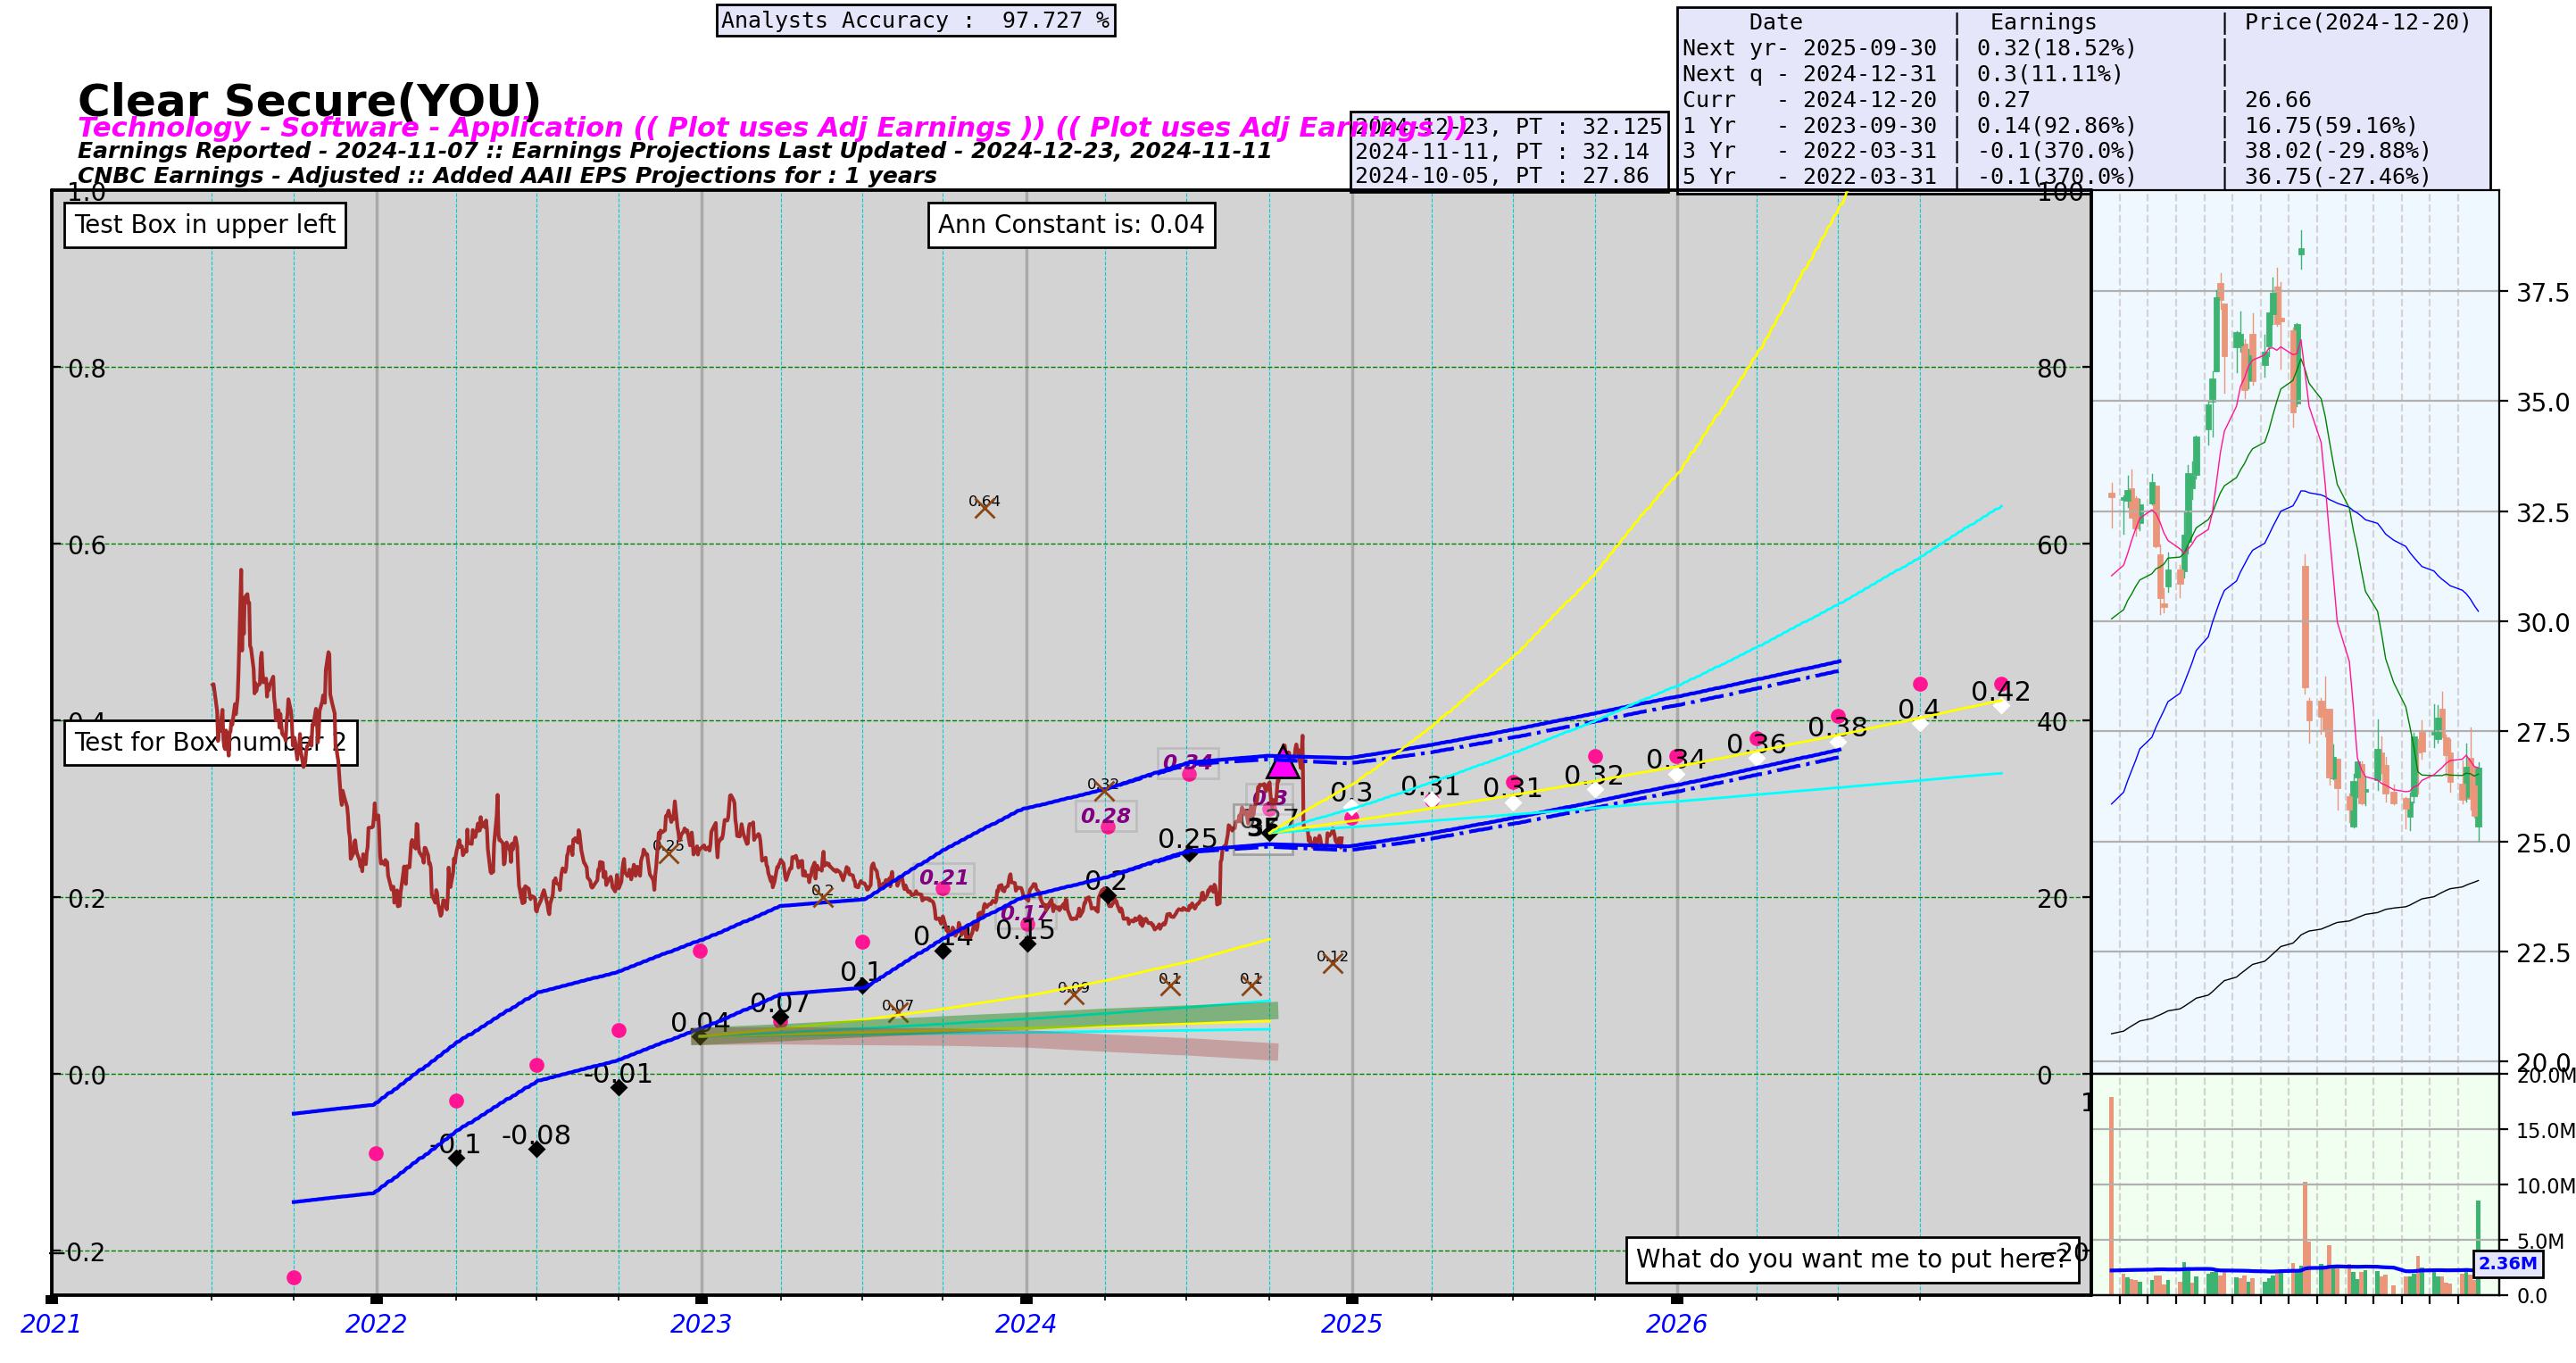 Analysts Accuracy :  97.727 %
Date | Earnings | Price(2024-12-20)
Next yr- 2025-09-30 | 0.32(18.52%) |
Next q - 2024-12-31 | 0.3(11.11%) |
Curr - 2024-12-20 | 0.27 | 26.66
1 Yr - 2023-09-30 | 0.14(92.86%) | 16.75(59.16%)
3 Yr - 2022-03-31 | -0.1(370.0%) | 38.02(-29.88%)
5 Yr - 2022-03-31 | -0.1(370.0%) | 36.75(-27.46%)
Clear Secure(YOU)
Technology - Software - Application (( Plot uses Adj Earnings )) (( Plot uses Adj Earnings ))
Earnings Reported - 2024-11-07 :: Earnings Projections Last Updated - 2024-12-23, 2024-11-11
CNBC Earnings - Adjusted :: Added AAII EPS Projections for : 1 years
2024-12-23, PT : 32.125
2024-11-11, PT : 32.14
2024-10-05, PT : 27.86
1.0
0.8
0.6
0.4
0.2
0.0
−0.2
Test Box in upper left
Ann Constant is: 0.04
Test for Box number 2
What do you want me to put here?
0.64
0.25
0.2
0.07
0.32
0.09
0.1
0.1
0.12
0.21
0.17
0.28
0.34
0.3
-0.1
-0.08
-0.01
0.04
0.07
0.1
0.14
0.15
0.2
0.25
0.27
35
0.3
0.31
0.31
0.32
0.34
0.36
0.38
0.4
0.42
100
80
60
40
20
0
−20
1
2021
2022
2023
2024
2025
2026
37.5
35.0
32.5
30.0
27.5
25.0
22.5
20.0
20.0M
15.0M
10.0M
5.0M
2.36M
0.0